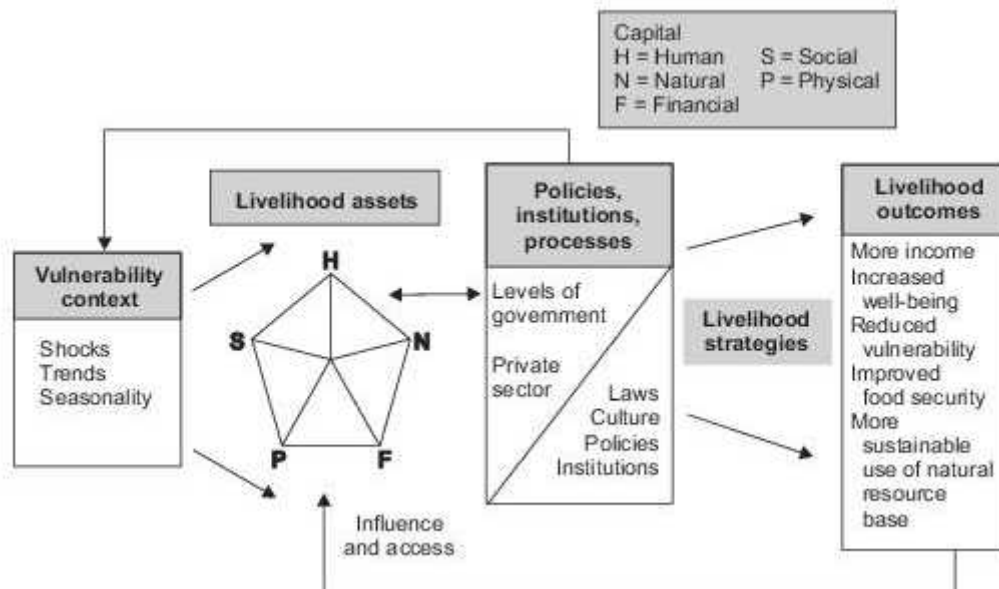 Capital
H = Human S = Social
N = Natural P = Physical
F = Financial
Livelihood assets
Policies,
institutions,
processes
Livelihood
outcomes
Vulnerability
context
Shocks
Trends
Seasonality
H
S
N
P
F
Influence
and access
Levels of
government
Private
sector
Laws
Culture
Policies
Institutions
Livelihood
strategies
More income
Increased
well-being
Reduced
vulnerability
Improved
food security
More
sustainable
use of natural
resource
base